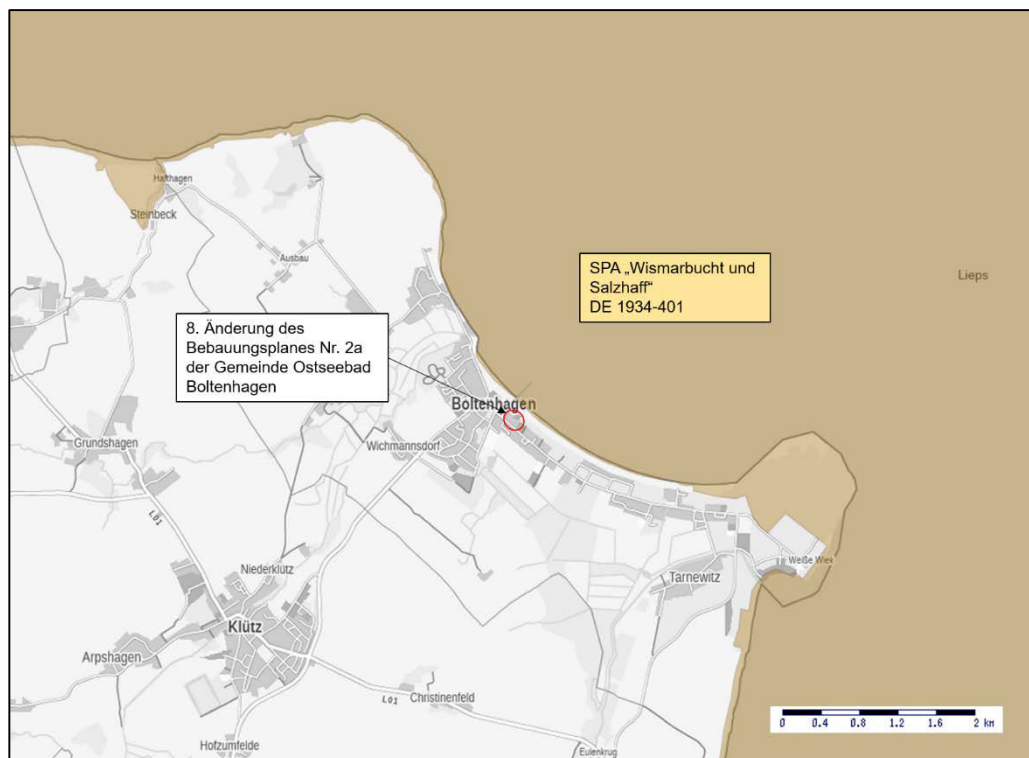 Hafthagen
Steinbeck
Ausbau
SPA „Wismarbucht und
Salzhaff“
DE 1934-401
Lieps
8. Änderung des
Bebauungsplanes Nr. 2a
der Gemeinde Ostseebad
Boltenhagen
Boltenhagen
Grundshagen
Wichmannsdorf
L01
Niederklütz
Weiße Wiek
Tarnewitz
Klütz
Arpshagen
L01
Christinenfeld
Hofzumfelde
Eulenkrug
0 0.4 0.8 1.2 1.6 2 km